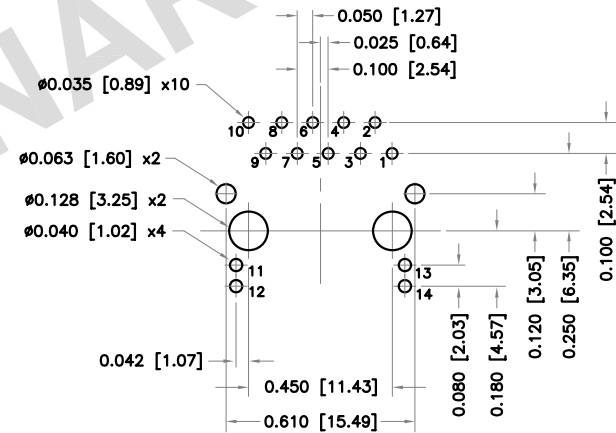 NAR
0.050 [1.27]
0.025 [0.64]
0.100 [2.54]
ø0.035 [0.89] x10
10 8 6 4 2
9 7 5 3 1
ø0.063 [1.60] x2
ø0.128 [3.25] x2
ø0.040 [1.02] x4
11 13
12 14
0.100 [2.54]
0.250 [6.35]
0.120 [3.05]
0.180 [4.57]
0.080 [2.03]
0.042 [1.07]
0.450 [11.43]
0.610 [15.49]